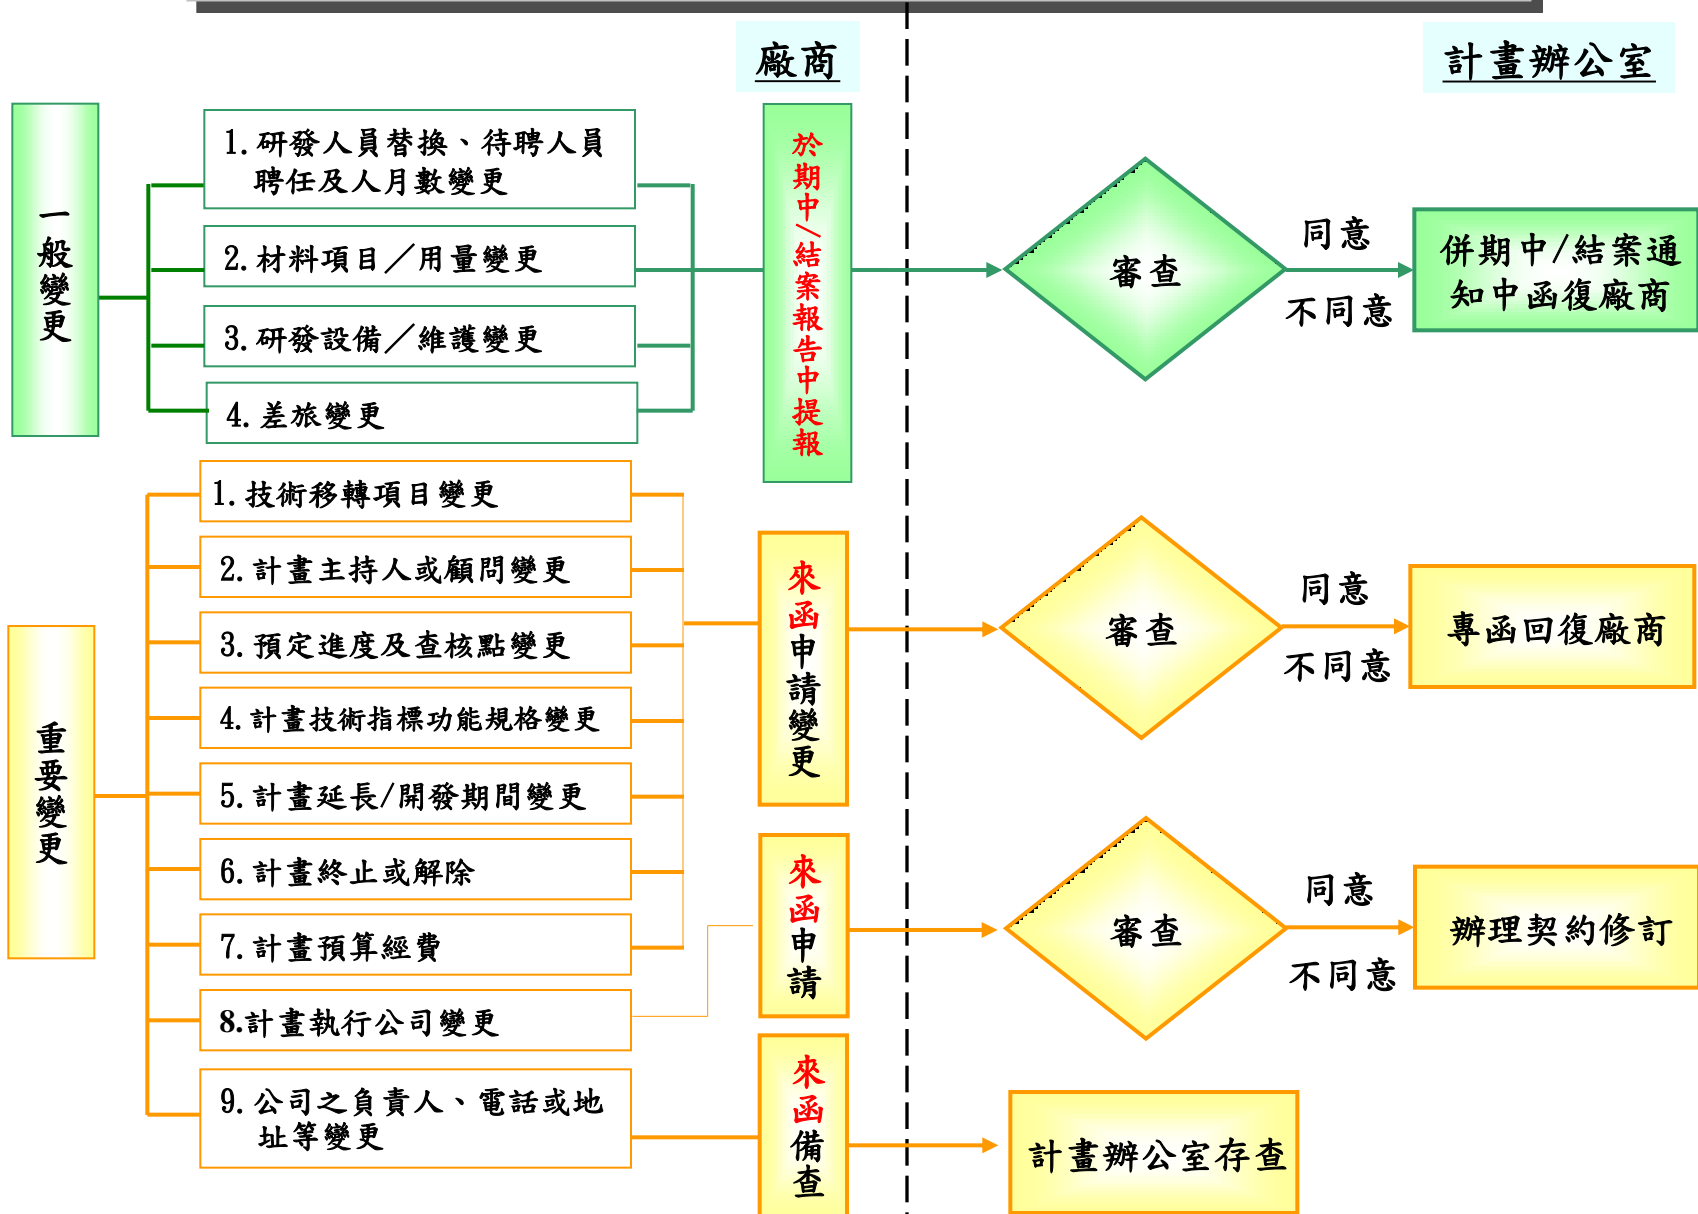 廠商
計畫辦公室
一般變更
1.研發人員替換、待聘人員
聘任及人月數變更
2.材料項目／用量變更
3.研發設備／維護變更
4.差旅變更
於期中/結案報告中提報
審查
同意
不同意
併期中/結案通
知中函復廠商
重要變更
1.技術移轉項目變更
2.計畫主持人或顧問變更
3.預定進度及查核點變更
4.計畫技術指標功能規格變更
5.計畫延長/開發期間變更
6.計畫終止或解除
7.計畫預算經費
8.計畫執行公司變更
9.公司之負責人、電話或地
址等變更
來函申請變更
審查
同意
不同意
專函回復廠商
來函申請
審查
同意
不同意
辦理契約修訂
來函備查
計畫辦公室存查